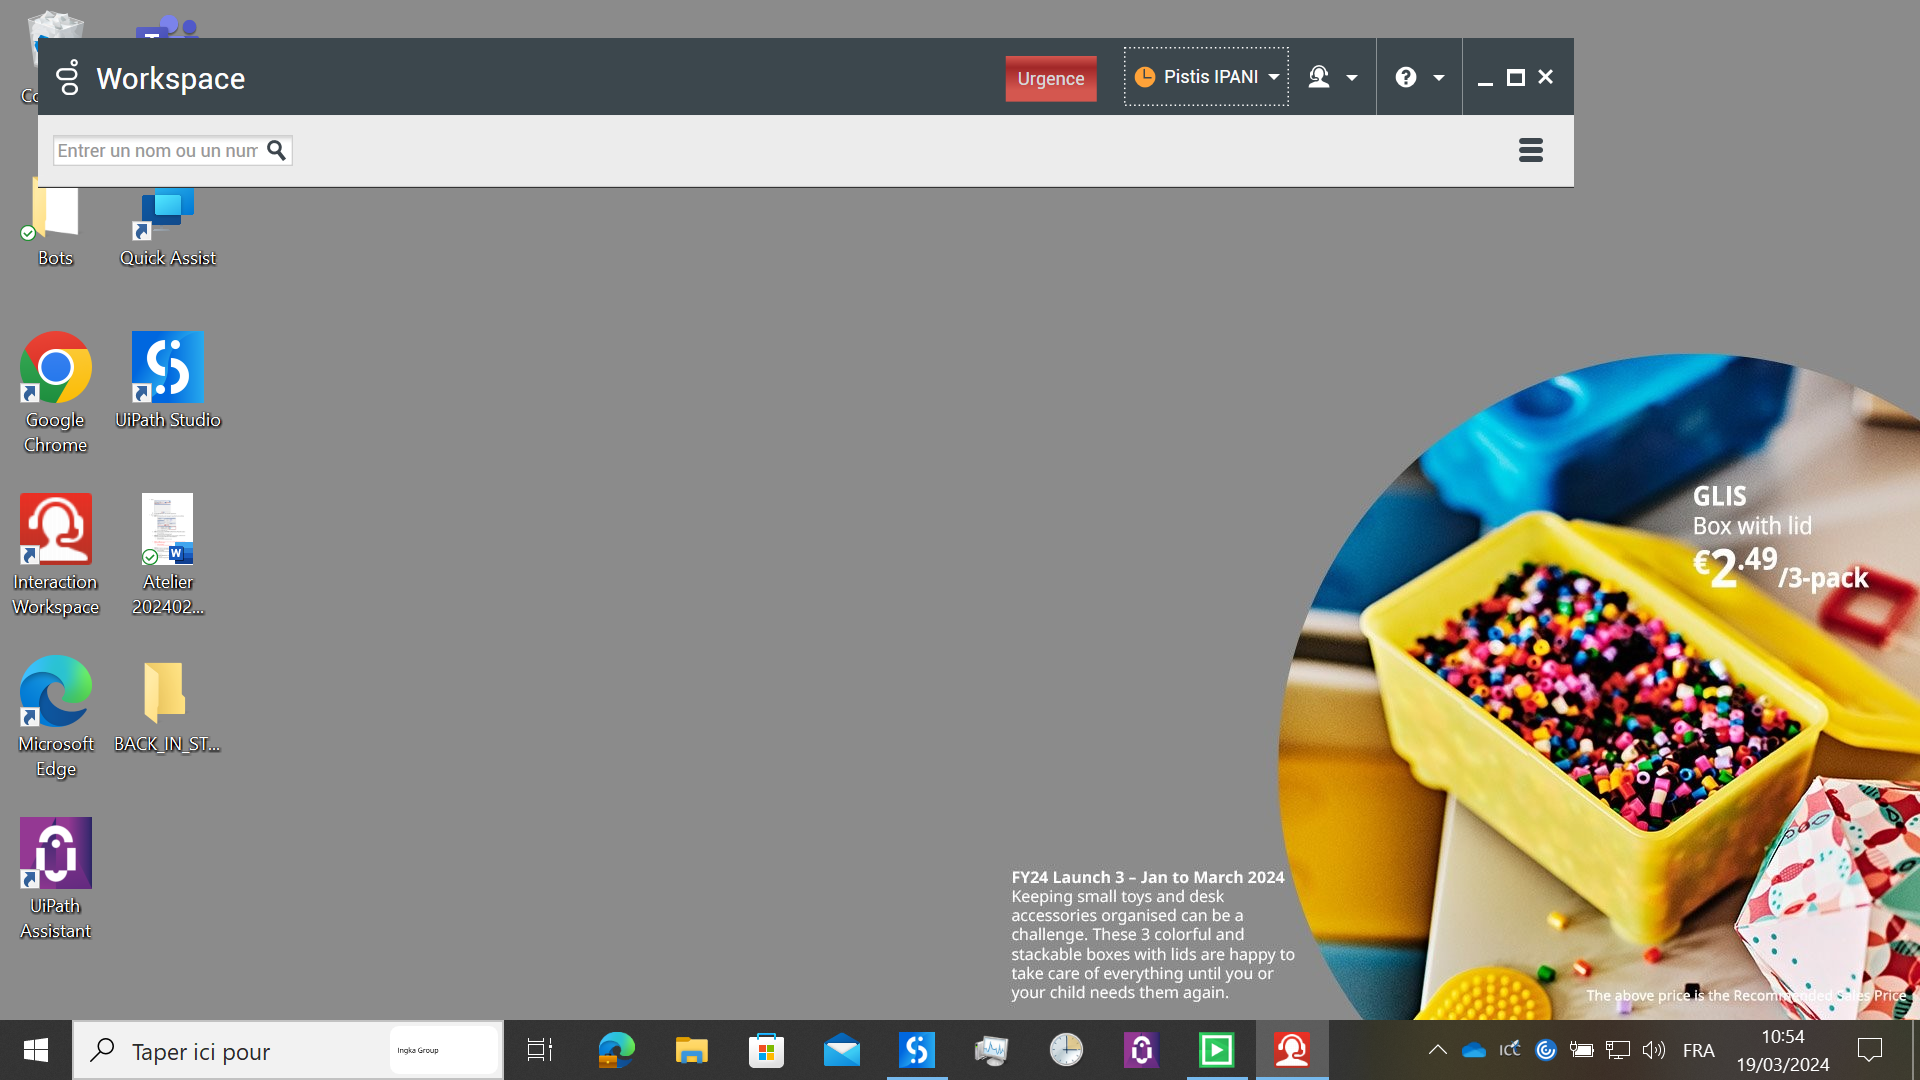 Workspace
Urgence
Pistis IPANI
Entrer un nom ou un num
Bots
Quick Assist
Google
Chrome
UiPath Studio
Interaction
Workspace
Atelier
202402...
Microsoft
Edge
BACK_IN_ST...
UiPath
Assistant
GLIS
Box with lid
€2.49/3-pack
FY24 Launch 3 – Jan to March 2024
Keeping small toys and desk
accessories organised can be a
challenge. These 3 colorful and
stackable boxes with lids are happy to
take care of everything until you or
your child needs them again.
The above price is the Recommended Sales Price
Taper ici pour
Ingka Group
ICC
FRA
10:54
19/03/2024